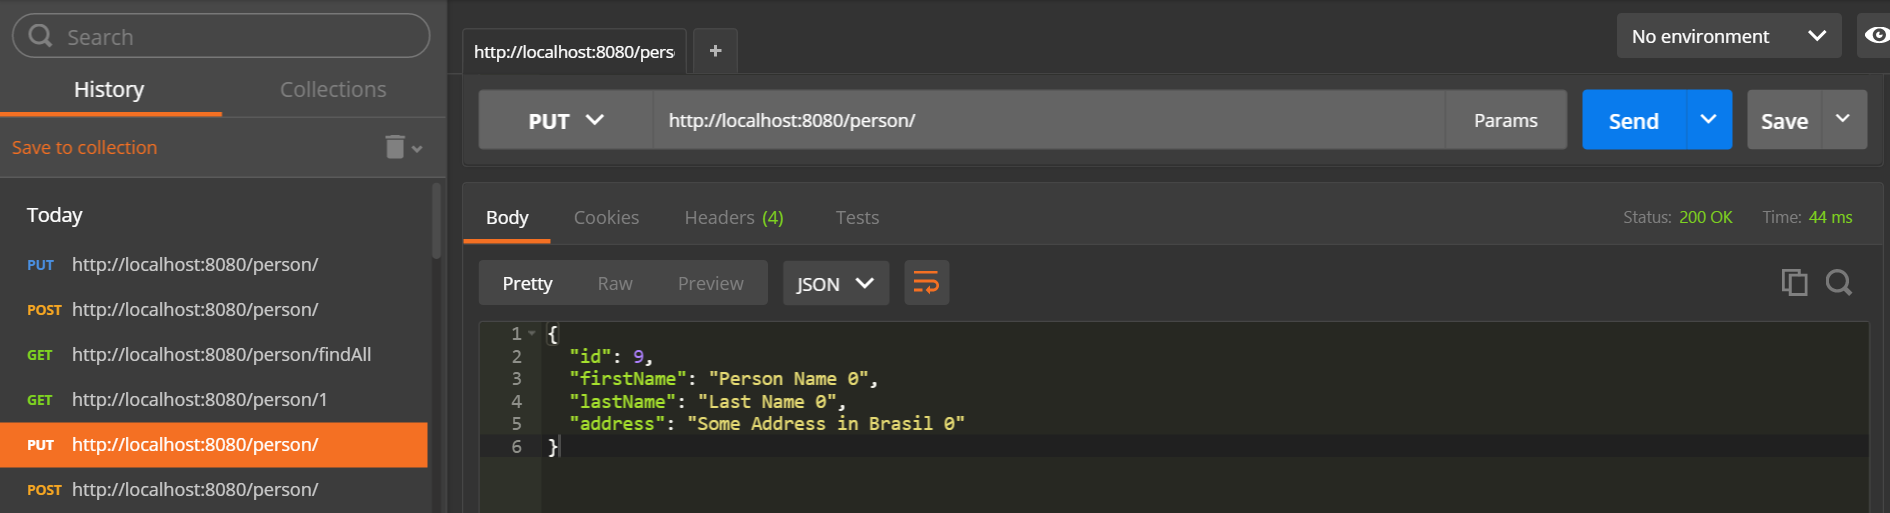 Search
History Collections
Save to collection
Today
PUT http://localhost:8080/person/
POST http://localhost:8080/person/
GET http://localhost:8080/person/findAll
GET http://localhost:8080/person/1
PUT http://localhost:8080/person/
POST http://localhost:8080/person/
http://localhost:8080/pers
+
No environment
PUT http://localhost:8080/person/ Params Send Save
Body Cookies Headers (4) Tests Status: 200 OK Time: 44 ms
Pretty Raw Preview JSON
1 {
2 "id": 9,
3 "firstName": "Person Name 0",
4 "lastName": "Last Name 0",
5 "address": "Some Address in Brasil 0"
6 }